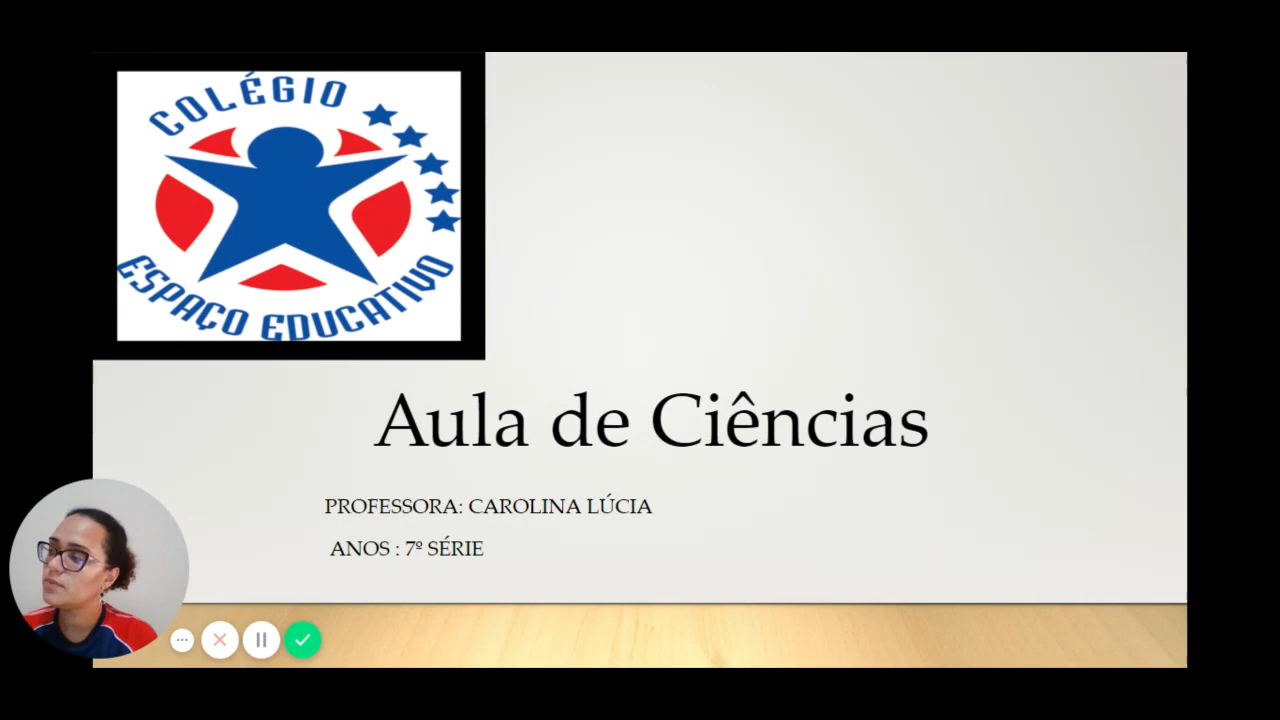 COLÉGIO
ESPAÇO EDUCATIVO
Aula de Ciências
PROFESSORA: CAROLINA LÚCIA
ANOS : 7º SÉRIE